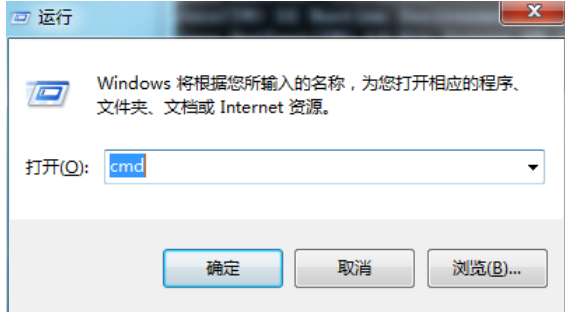 运行
Windows 将根据您所输入的名称，为您打开相应的程序、
文件夹、文档或 Internet 资源。
打开(O): cmd
确定 取消 浏览(B)...